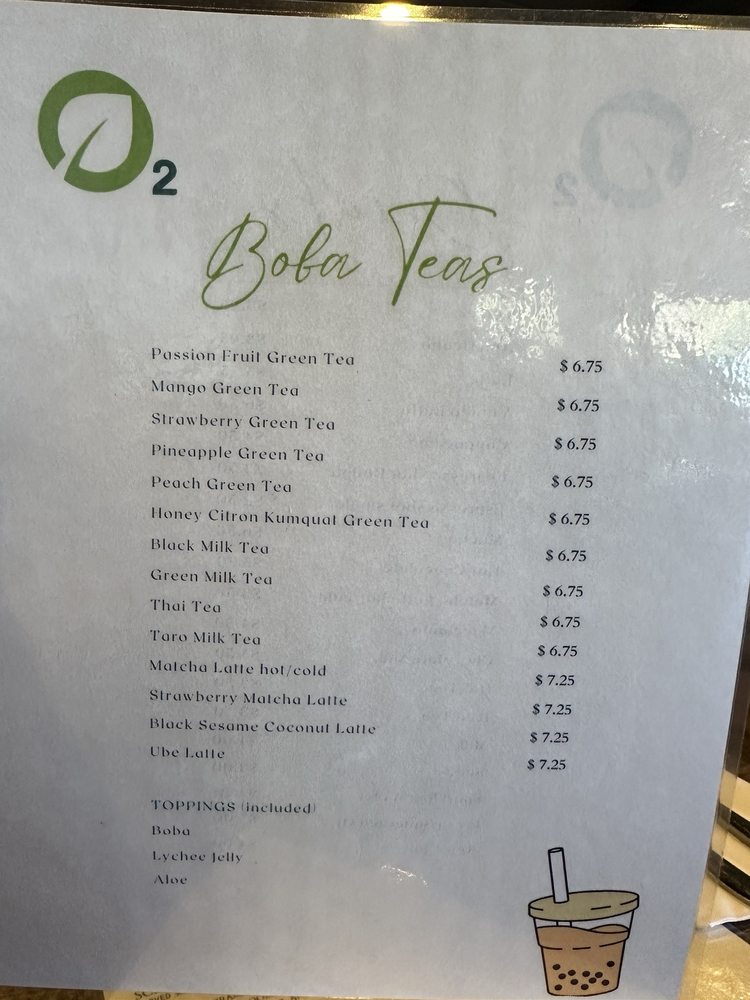 2
Boba Teas
Passion Fruit Green Tea
Mango Green Tea
Strawberry Green Tea
Pineapple Green Tea
Peach Green Tea
Honey Citron Kumquat Green Tea
Black Milk Tea
Green Milk Tea
Thai Tea
Taro Milk Tea
Matcha Latte hot/cold
Strawberry Matcha Latte
Black Sesame Coconut Latte
Ube Latte
$ 6.75
$ 6.75
$ 6.75
$ 6.75
$ 6.75
$ 6.75
$ 6.75
$ 6.75
$ 6.75
$ 7.25
$ 7.25
$ 7.25
$ 7.25
TOPPINGS (included)
Boba
Lychee Jelly
Aloe